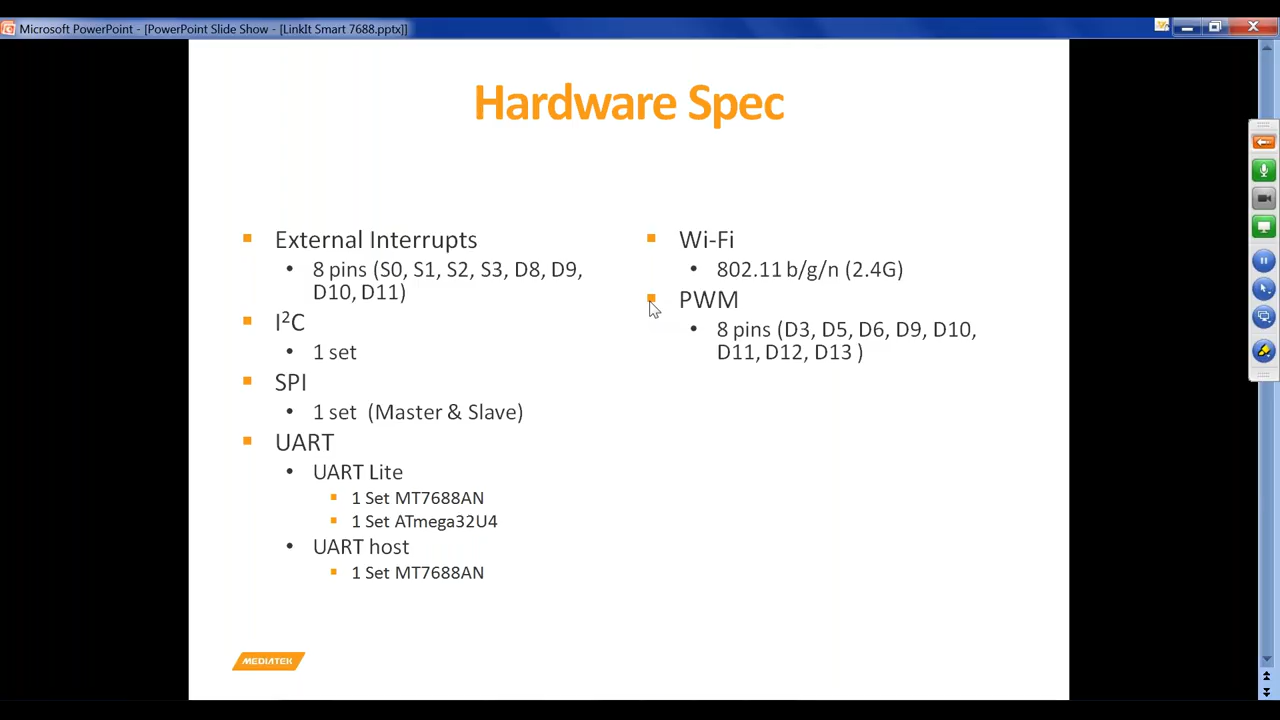 Microsoft PowerPoint - [PowerPoint Slide Show - [LinkIt Smart 7688.pptx]]
Hardware Spec
External Interrupts
8 pins (S0, S1, S2, S3, D8, D9,
D10, D11)
I²C
1 set
SPI
1 set (Master & Slave)
UART
UART Lite
1 Set MT7688AN
1 Set ATmega32U4
UART host
1 Set MT7688AN
Wi-Fi
802.11 b/g/n (2.4G)
PWM
8 pins (D3, D5, D6, D9, D10,
D11, D12, D13 )
MEDIATEK